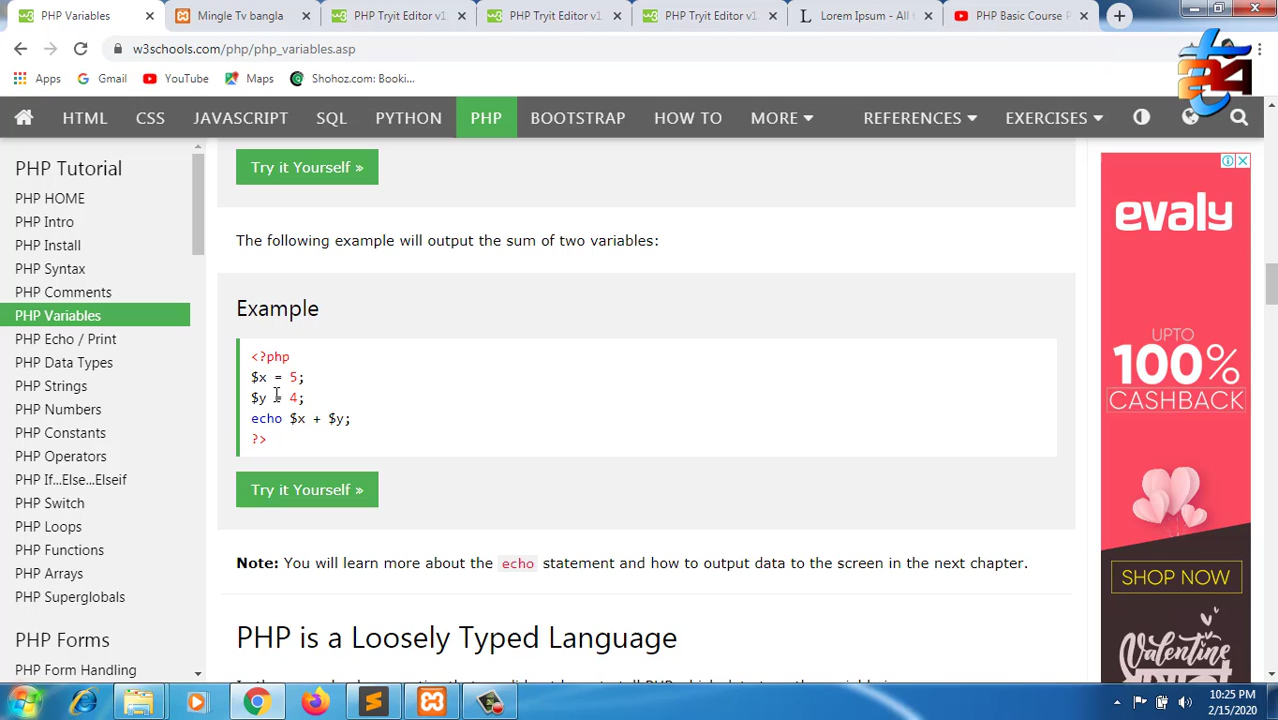 PHP Variables
Mingle Tv bangla
PHP Tryit Editor v1
PHP Tryit Editor v1
PHP Tryit Editor v1
Lorem Ipsum - All
PHP Basic Course P
w3schools.com/php/php_variables.asp
Apps
Gmail
YouTube
Maps
Shohoz.com: Booki...
HTML
CSS
JAVASCRIPT
SQL
PYTHON
PHP
BOOTSTRAP
HOW TO
MORE
REFERENCES
EXERCISES
PHP Tutorial
PHP HOME
PHP Intro
PHP Install
PHP Syntax
PHP Comments
PHP Variables
PHP Echo / Print
PHP Data Types
PHP Strings
PHP Numbers
PHP Constants
PHP Operators
PHP If...Else...Elseif
PHP Switch
PHP Loops
PHP Functions
PHP Arrays
PHP Superglobals
PHP Forms
PHP Form Handling
Try it Yourself »
The following example will output the sum of two variables:
Example
<?php
$x = 5;
$y = 4;
echo $x + $y;
?>
Try it Yourself »
Note: You will learn more about the echo statement and how to output data to the screen in the next chapter.
PHP is a Loosely Typed Language
evaly
UPTO
100%
CASHBACK
SHOP NOW
Valentine
10:25 PM
2/15/2020